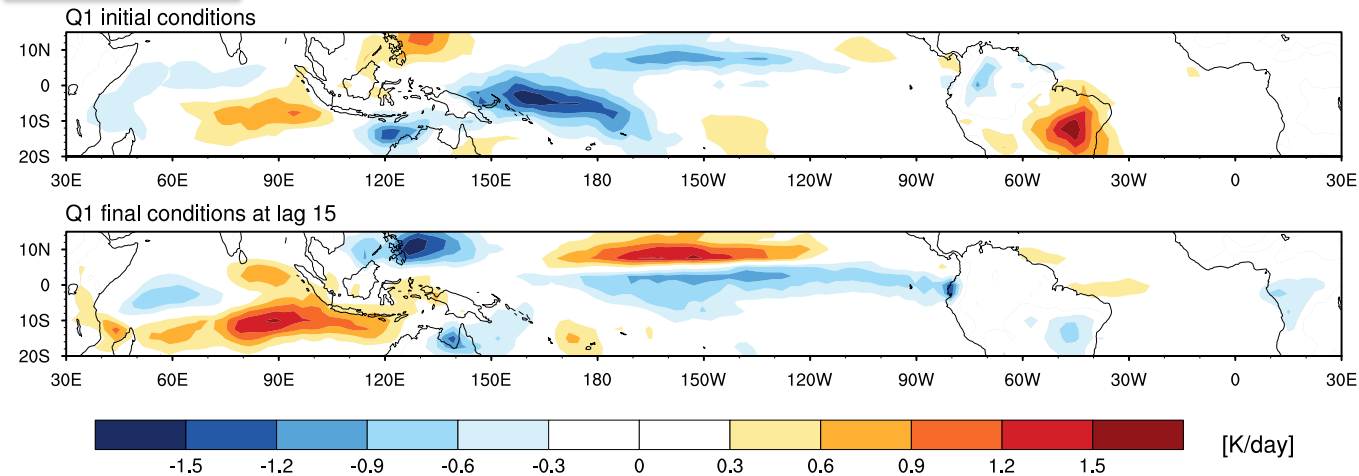 Q1 initial conditions
10N
0
10S
20S
30E 60E 90E 120E 150E 180 150W 120W 90W 60W 30W 0 30E
Q1 final conditions at lag 15
10N
0
10S
20S
30E 60E 90E 120E 150E 180 150W 120W 90W 60W 30W 0 30E
-1.5 -1.2 -0.9 -0.6 -0.3 0 0.3 0.6 0.9 1.2 1.5 [K/day]